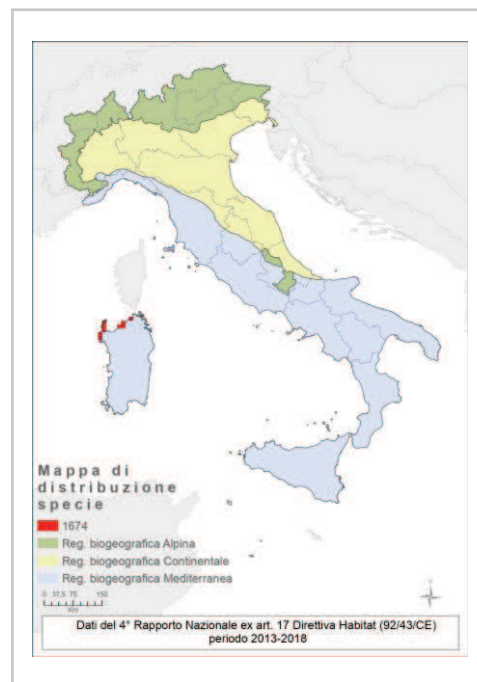 Mappa di
distribuzione
specie
1674
Reg. biogeografica Alpina
Reg. biogeografica Continentale
Reg. biogeografica Mediterranea
0 37,5 75 150
Km
N
Dati del 4° Rapporto Nazionale ex art. 17 Direttiva Habitat (92/43/CE)
periodo 2013-2018